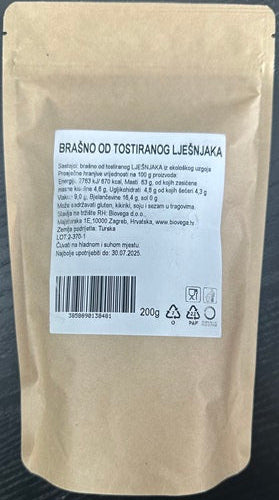 BRAŠNO OD TOSTIRANOG LJEŠNJAKA
Sastojci: brašno od tostiranog LJEŠNJAKA iz ekološkog uzgoja
Prosječne hranjive vrijednosti na 100 g proizvoda:
Energija: 2763 kJ/ 670 kcal, Masti 63 g, od kojih zasićene
masne kiseline 4,6 g, Ugljikohidrati 4,8 g od kojih šećeri 4,3 g
Vlakna 9,0 g, Bjelančevine 16,4 g, sol 0 g
Može sadržavati gluten, kikiriki, soju i sezam u tragovima.
Stavlja na tržište RH: Biovega d.o.o.,
Majstorska 1E,10000 Zagreb, Hrvatska, www.biovega.hr
Zemlja podrijetla: Turska
LOT:2-370-1
Čuvati na hladnom i suhom mjestu.
Najbolje upotrijebiti do: 30.07.2025.
3858890138401
200g